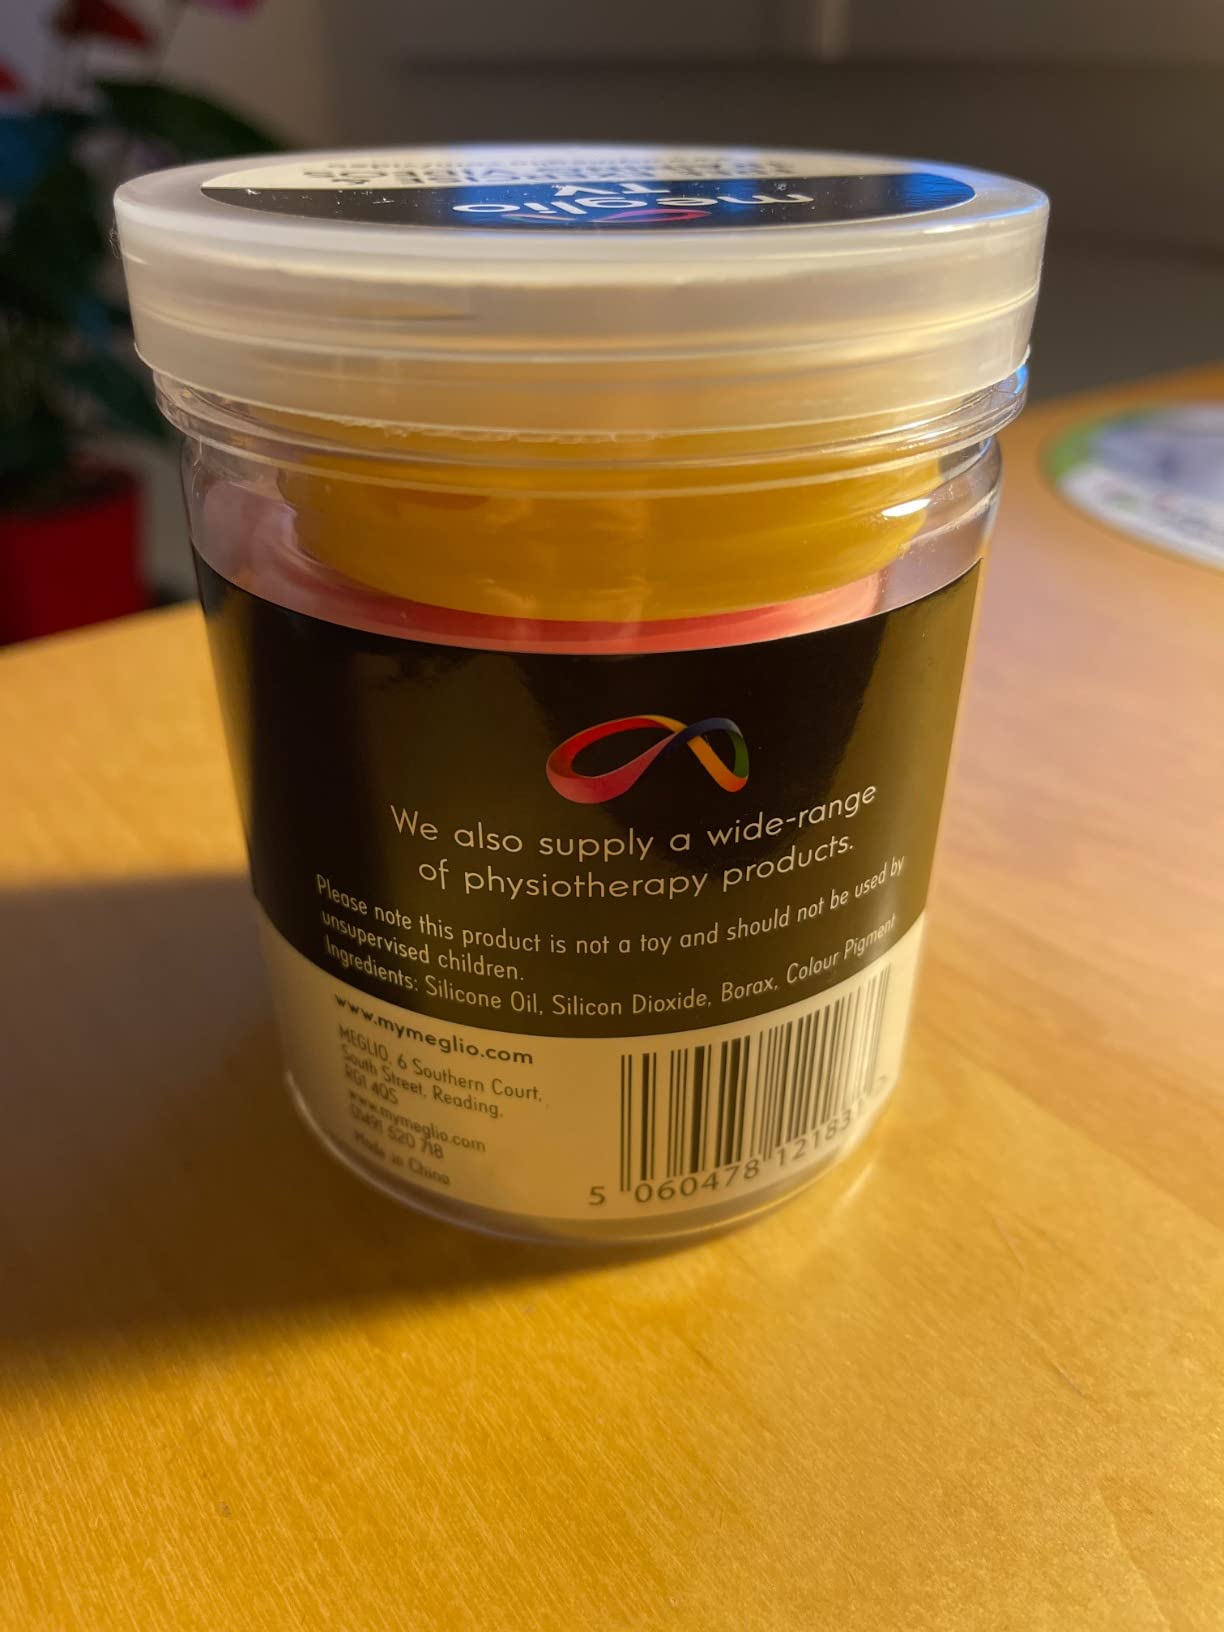 meglio
TV
We also supply a wide-range
of physiotherapy products.
Please note this product is not a toy and should not be used by
unsupervised children.
Ingredients: Silicone Oil, Silicon Dioxide, Borax, Colour Pigment
www.mymeglio.com
MEGLIO, 6 Southern Court,
South Street, Reading,
RG1 4QS
www.mymeglio.com
01491 520 718
Made in China
5 060478 12183